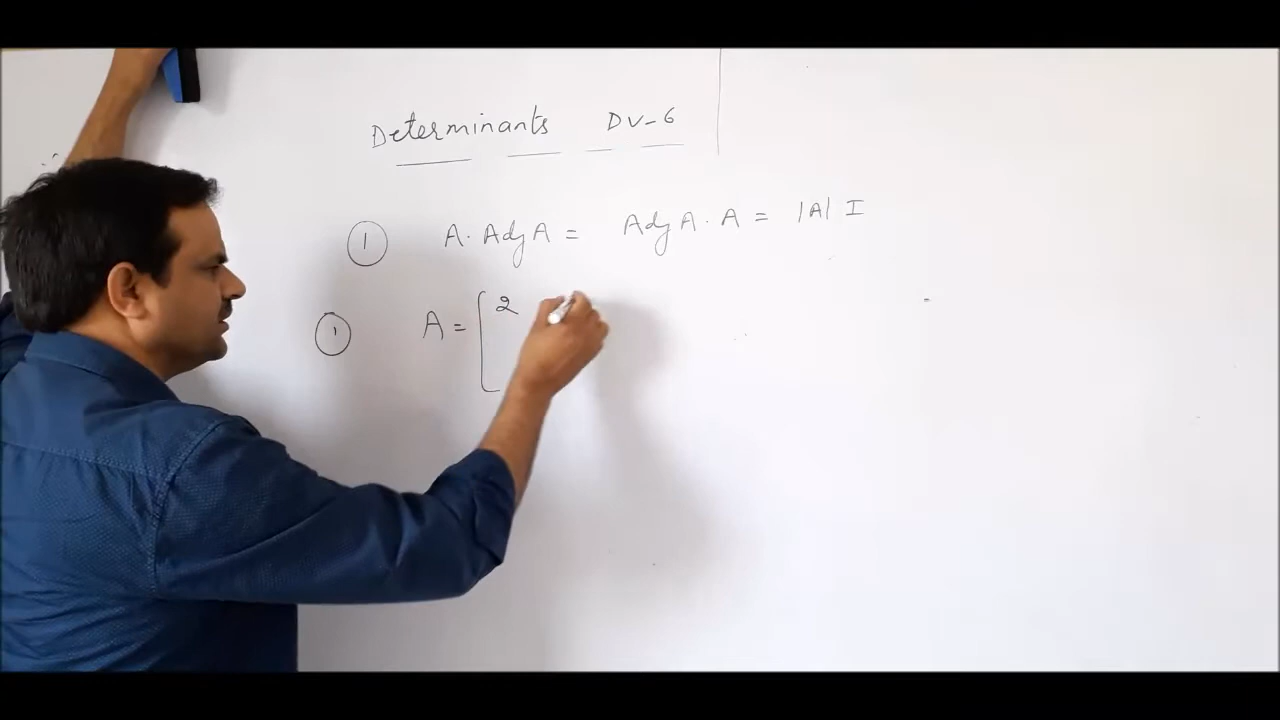 Determinants DV-6
① A. Adj A = Adj A. A = |A| I
① A = [2